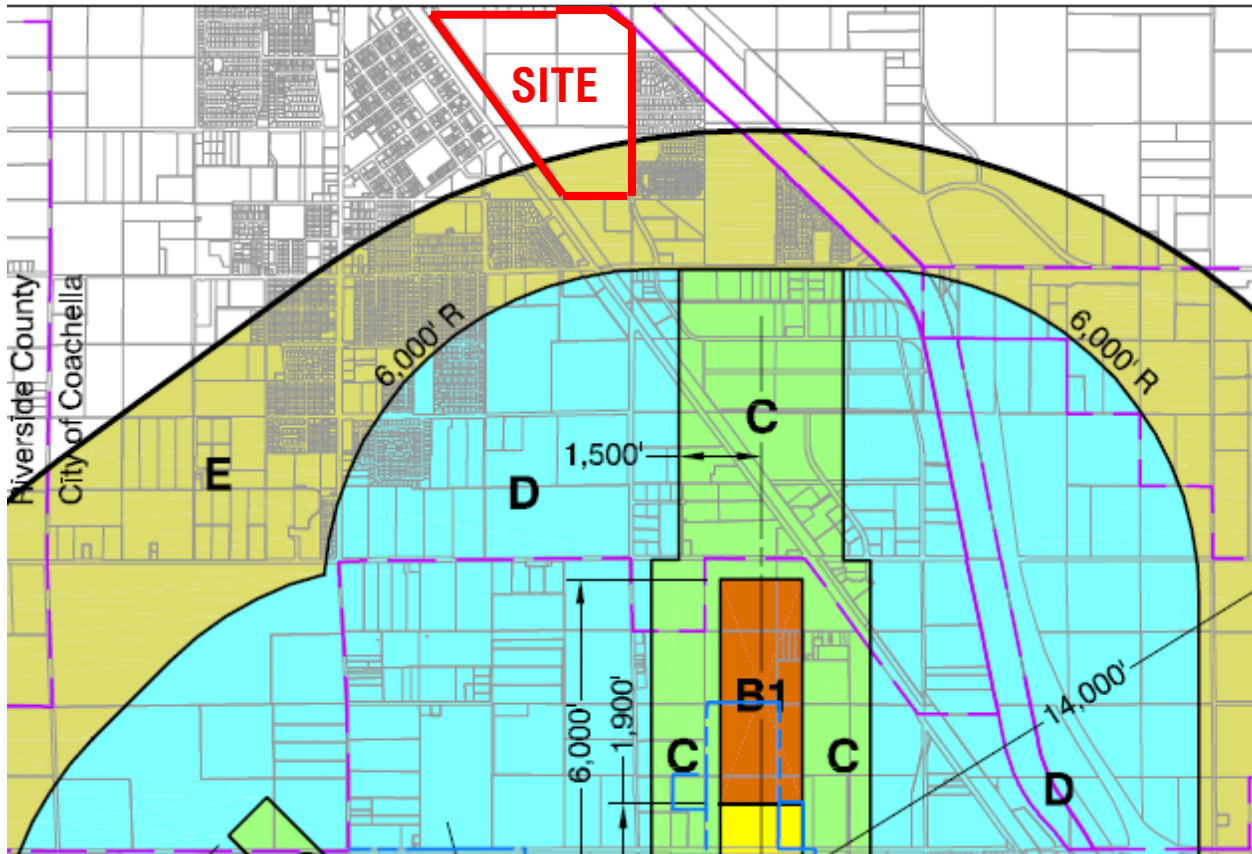 SITE
Riverside County
City of Coachella
6,000' R
6,000' R
C
1,500'
E
D
B1
14,000'
6,000'
1,900'
C
C
D